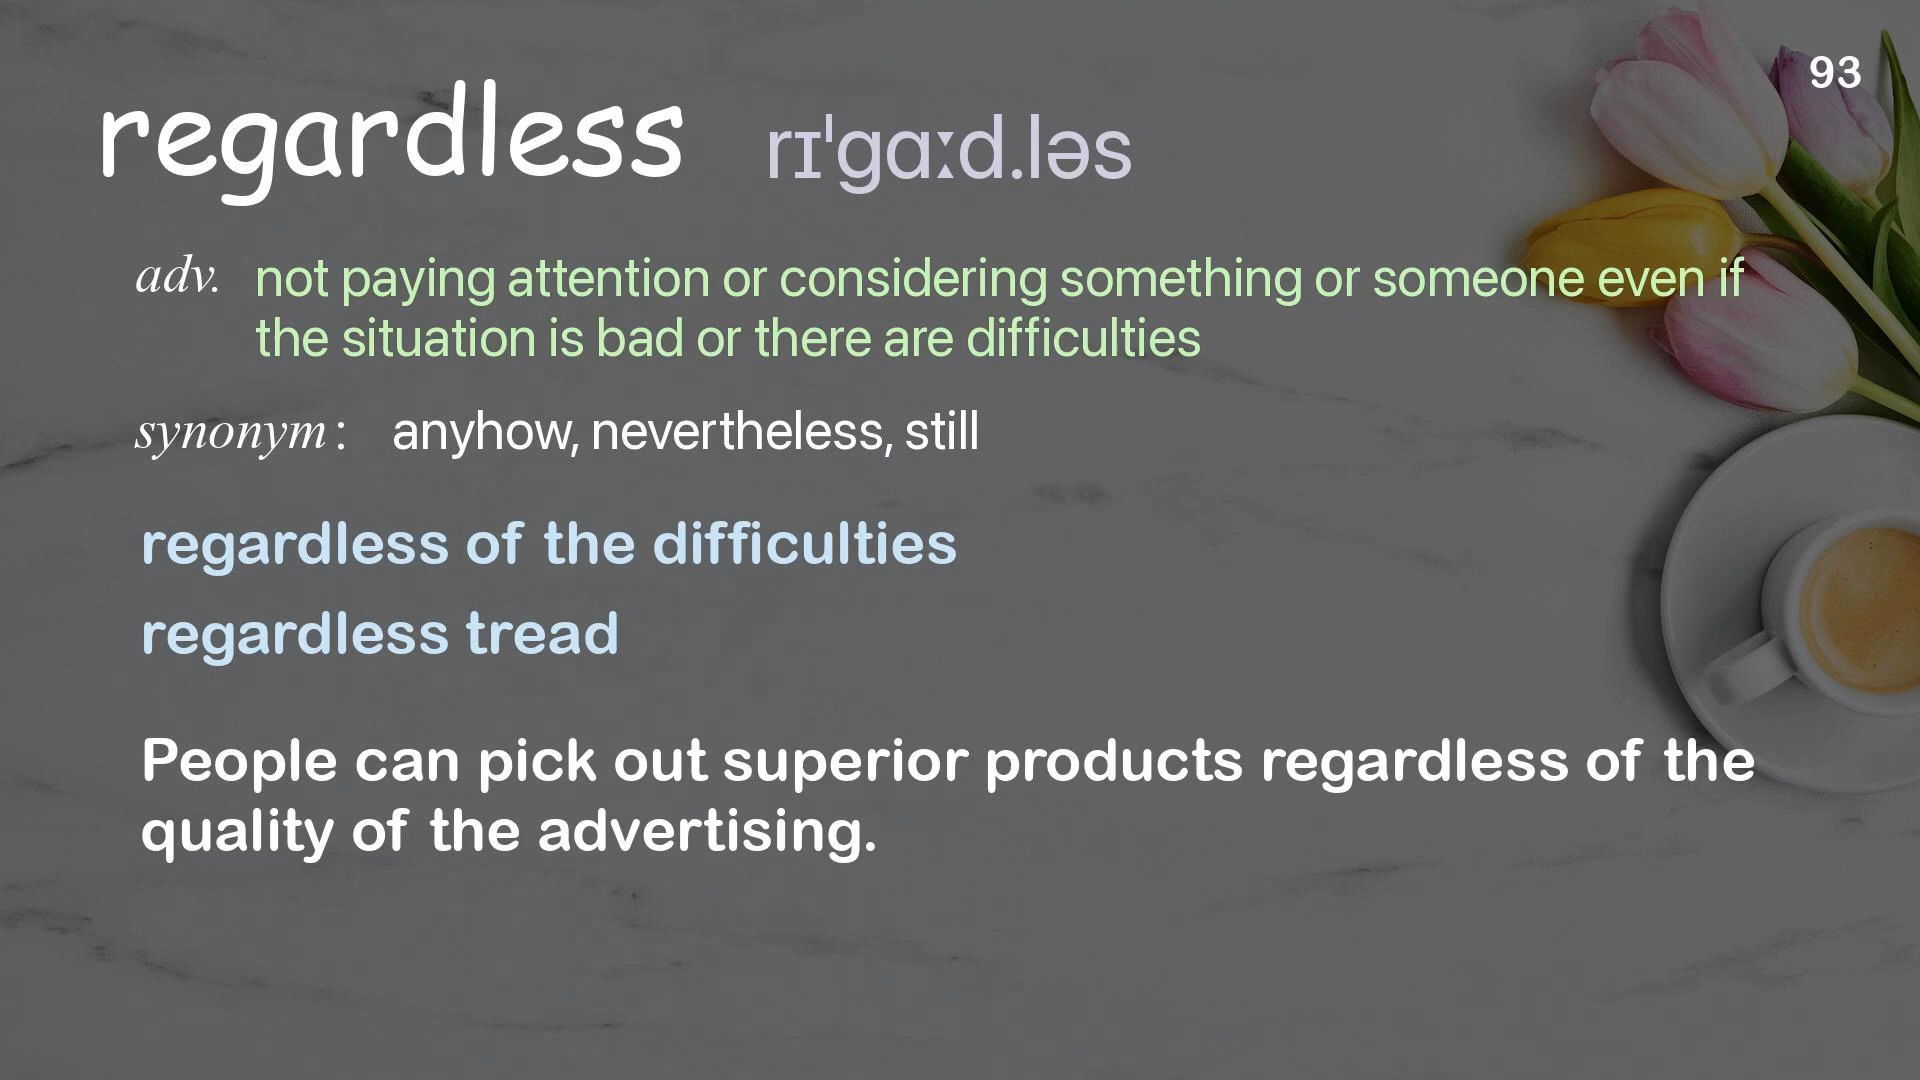 93
regardless rɪˈɡɑːd.ləs
adv. not paying attention or considering something or someone even if
the situation is bad or there are difficulties
synonym: anyhow, nevertheless, still
regardless of the difficulties
regardless tread
People can pick out superior products regardless of the
quality of the advertising.